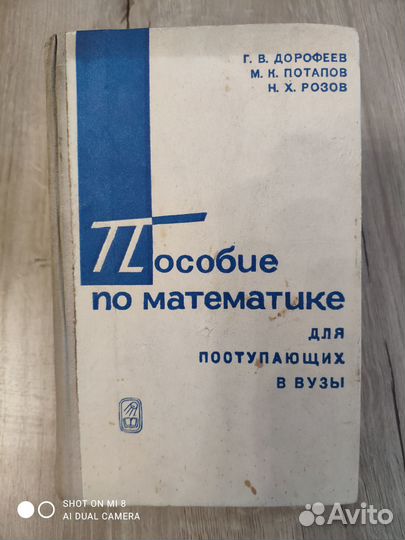 Г. В. ДОРОФЕЕВ
М. К. ПОТАПОВ
Н. Х. РОЗОВ
Пособие
по математике
ДЛЯ
ПОСТУПАЮЩИХ
В ВУЗЫ
SHOT ON MI 8
AI DUAL CAMERA
Avito